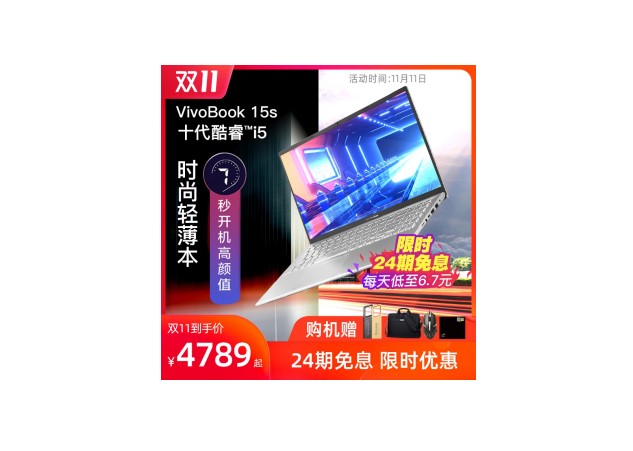 双11
活动时间:11月11日
VivoBook 15s
十代酷睿™i5
时尚轻薄本
7
秒开机高颜值
限时
24期免息
每天低至6.7元
双11到手价
¥4789起
购机赠
24期免息 限时优惠